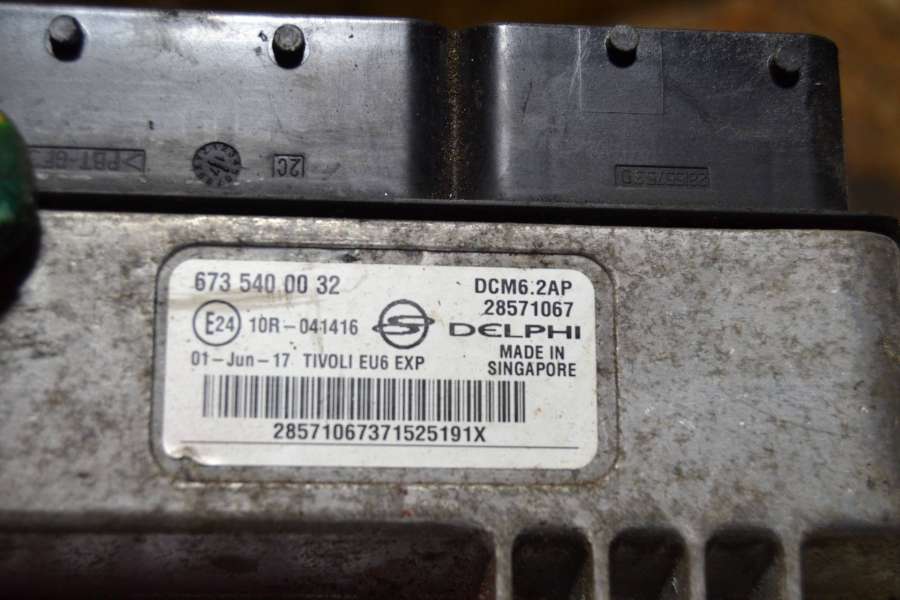 2C
673 540 00 32
DCM6.2AP
28571067
E24 10R-041416
DELPHI
01-Jun-17 TIVOLI EU6 EXP
MADE IN
SINGAPORE
28571067371525191X